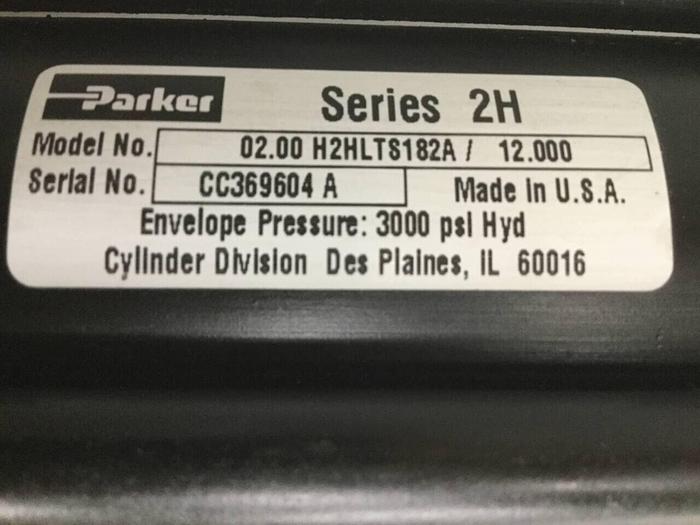 Parker Series 2H
Model No. 02.00 H2HLTS182A / 12.000
Serial No. CC369604 A Made in U.S.A.
Envelope Pressure: 3000 psi Hyd
Cylinder Division Des Plaines, IL 60016